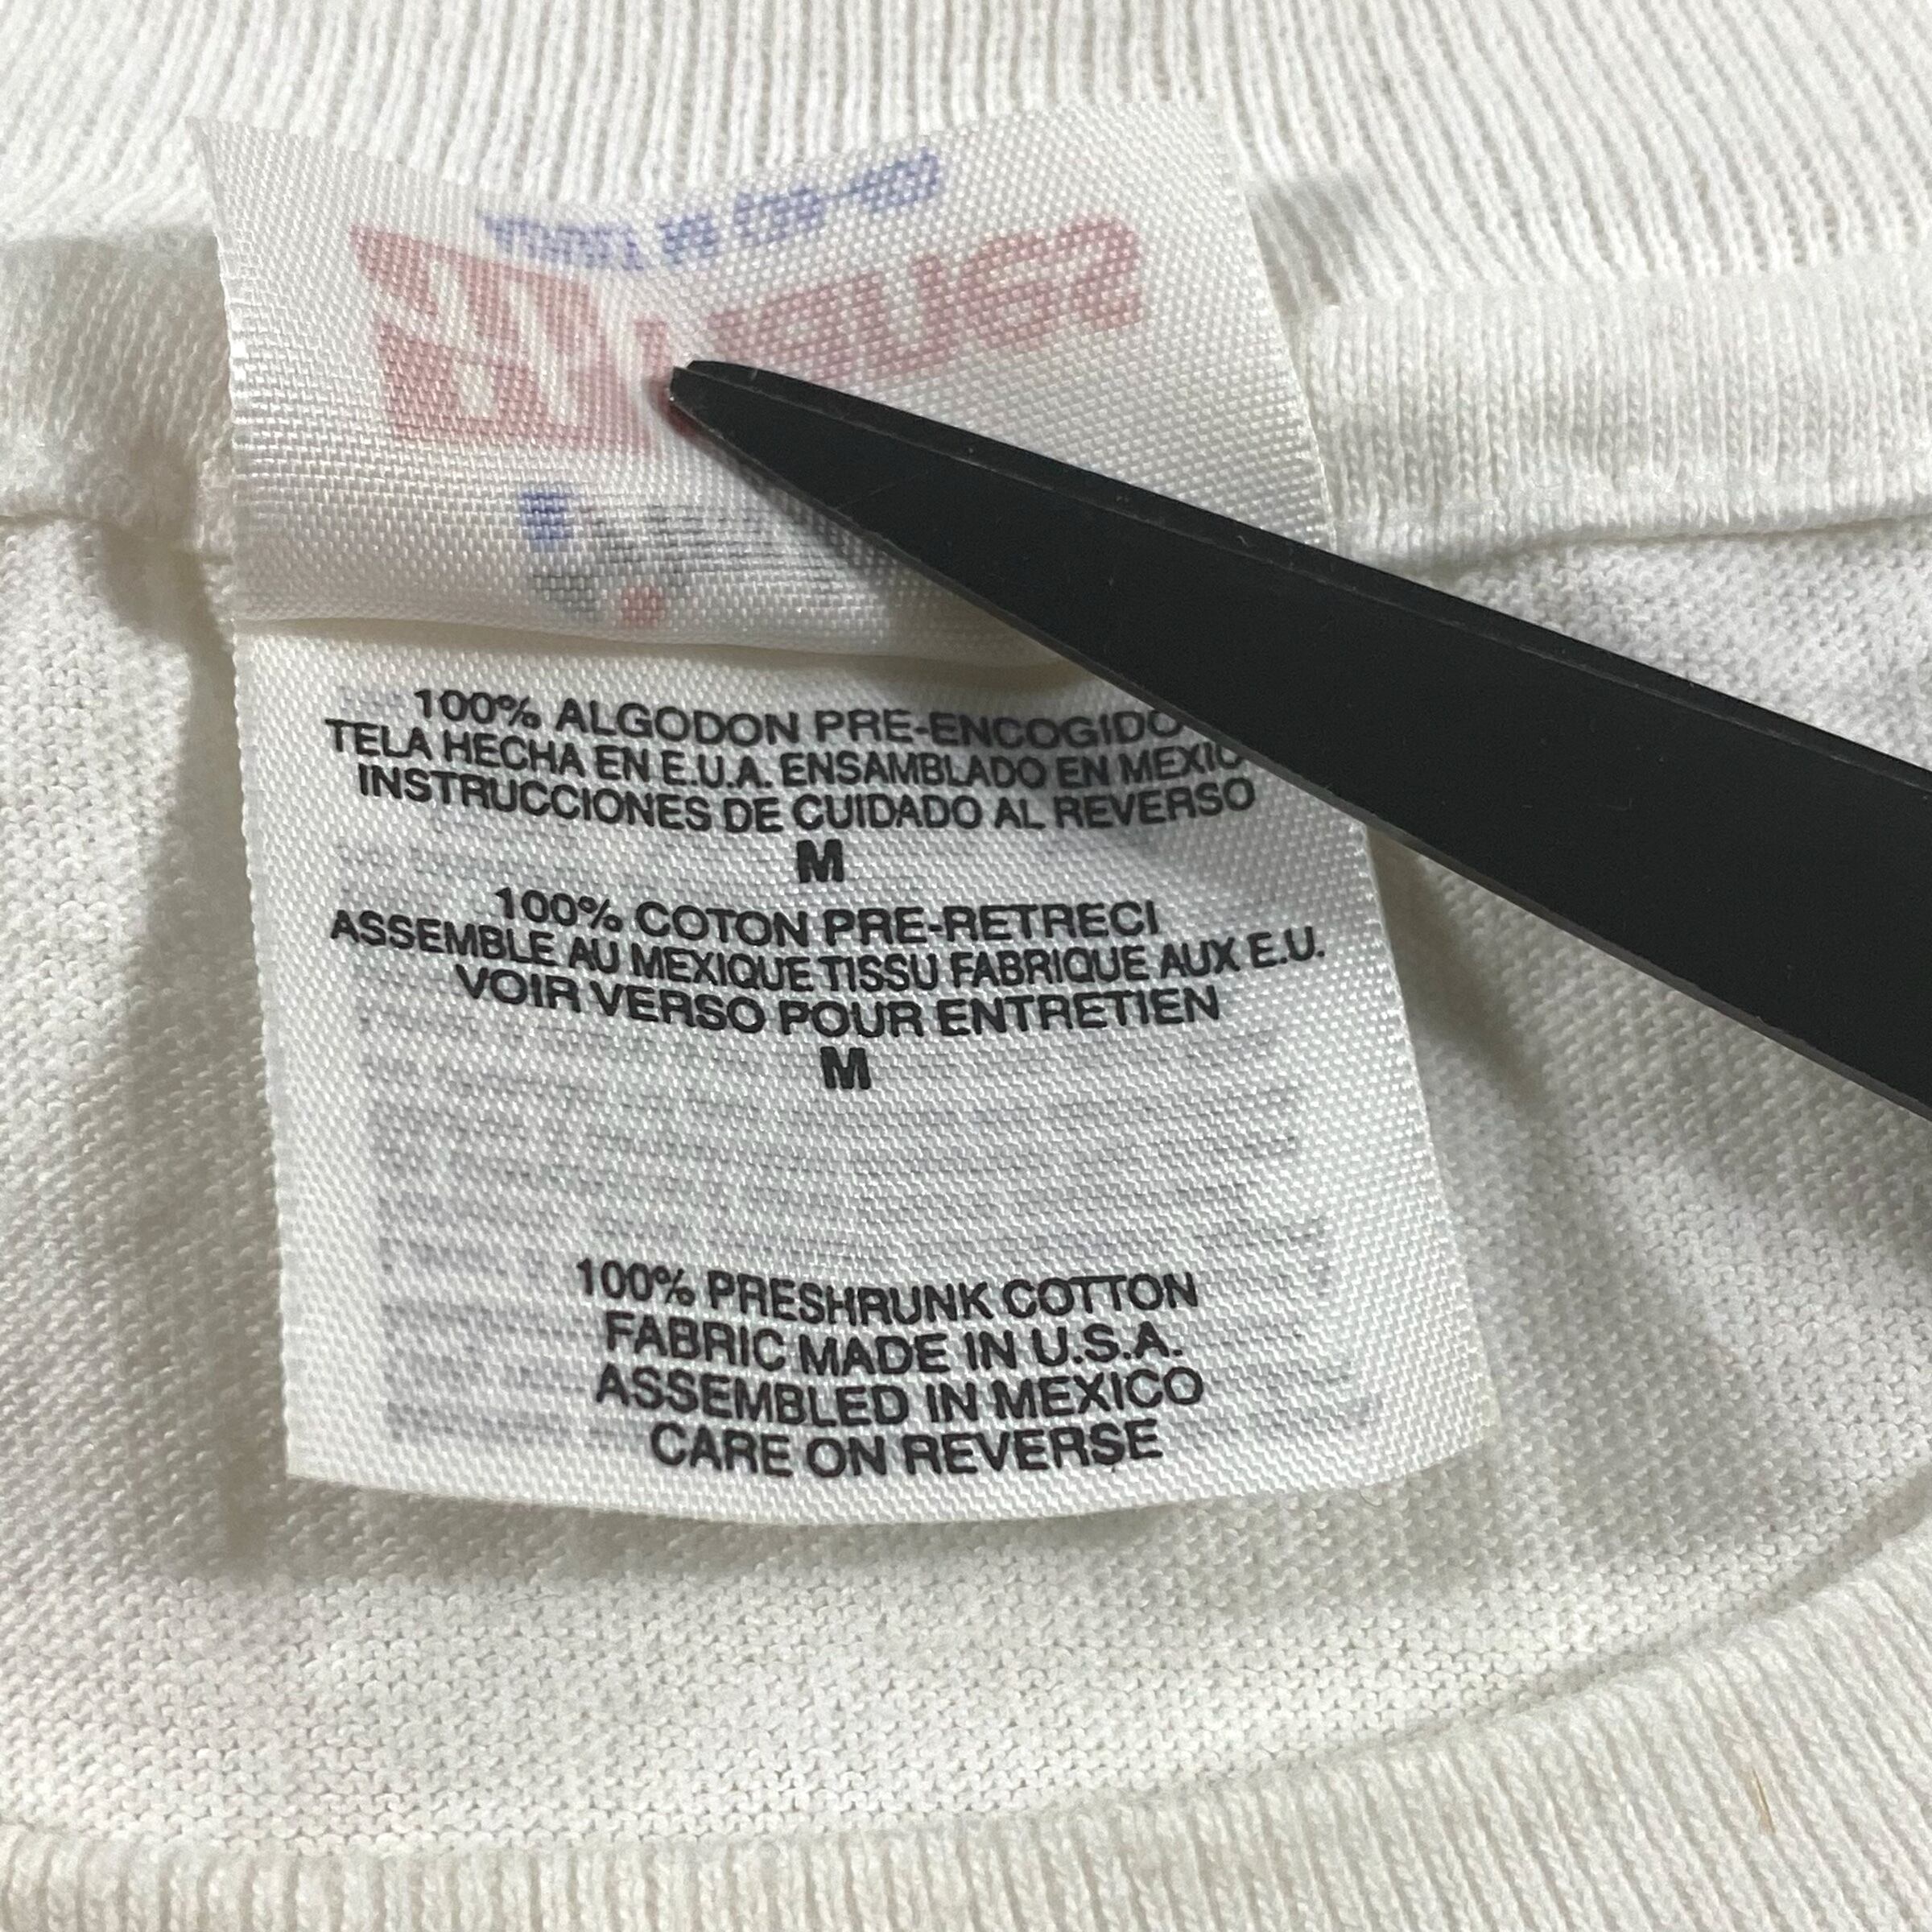 100% ALGODON PRE-ENCOGIDO
TELA HECHA EN E.U.A. ENSAMBLADO EN
INSTRUCCIONES DE CUIDADO AL REVERSO
M
100% COTON PRE-RETRECI
ASSEMBLE AU MEXIQUE TISSU FABRIQUE AUX E.U.
VOIR VERSO POUR ENTRETIEN
M
100% PRESHRUNK COTTON
FABRIC MADE IN U.S.A.
ASSEMBLED IN MEXICO
CARE ON REVERSE